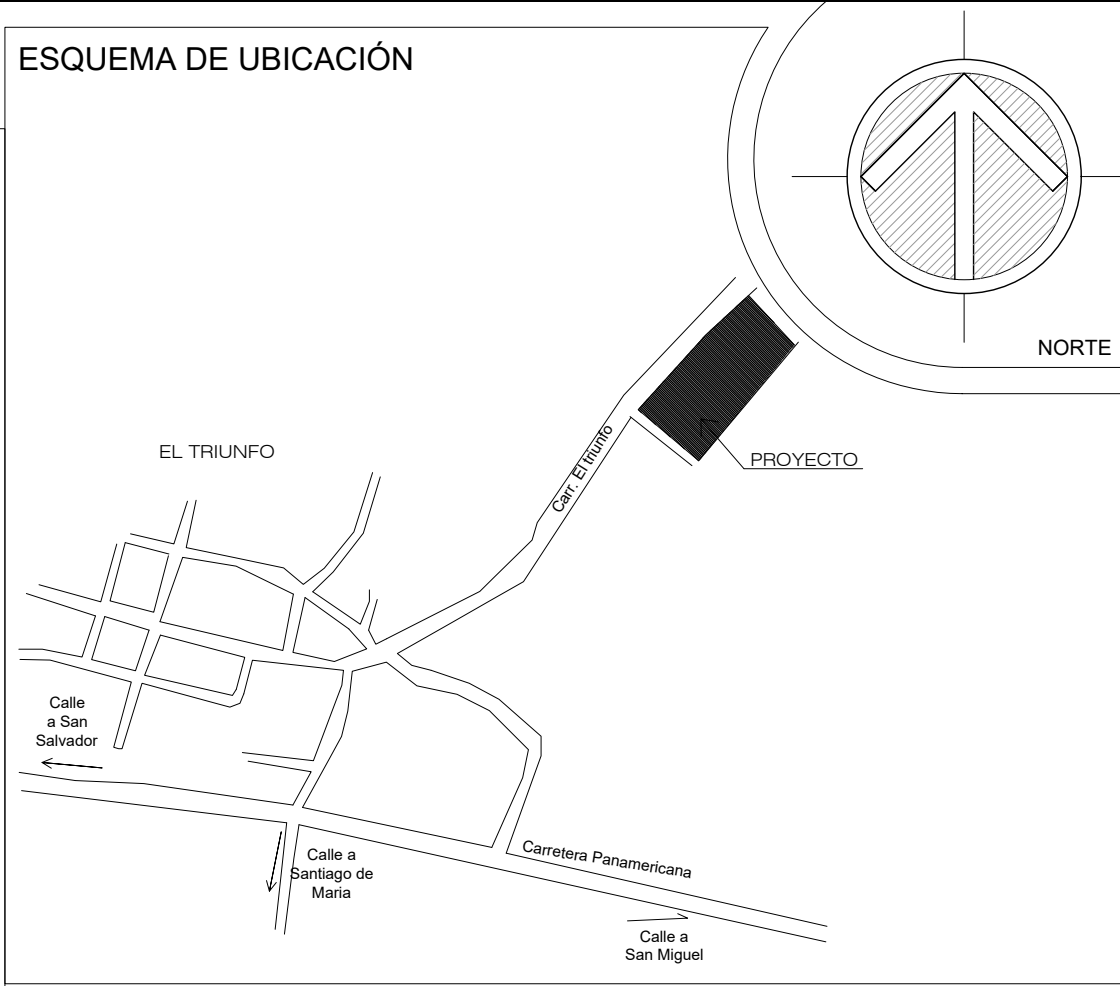 ESQUEMA DE UBICACIÓN
NORTE
EL TRIUNFO
Carr. El triunfo
PROYECTO
Calle
a San
Salvador
Calle a
Santiago de
Maria
Carretera Panamericana
Calle a
San Miguel